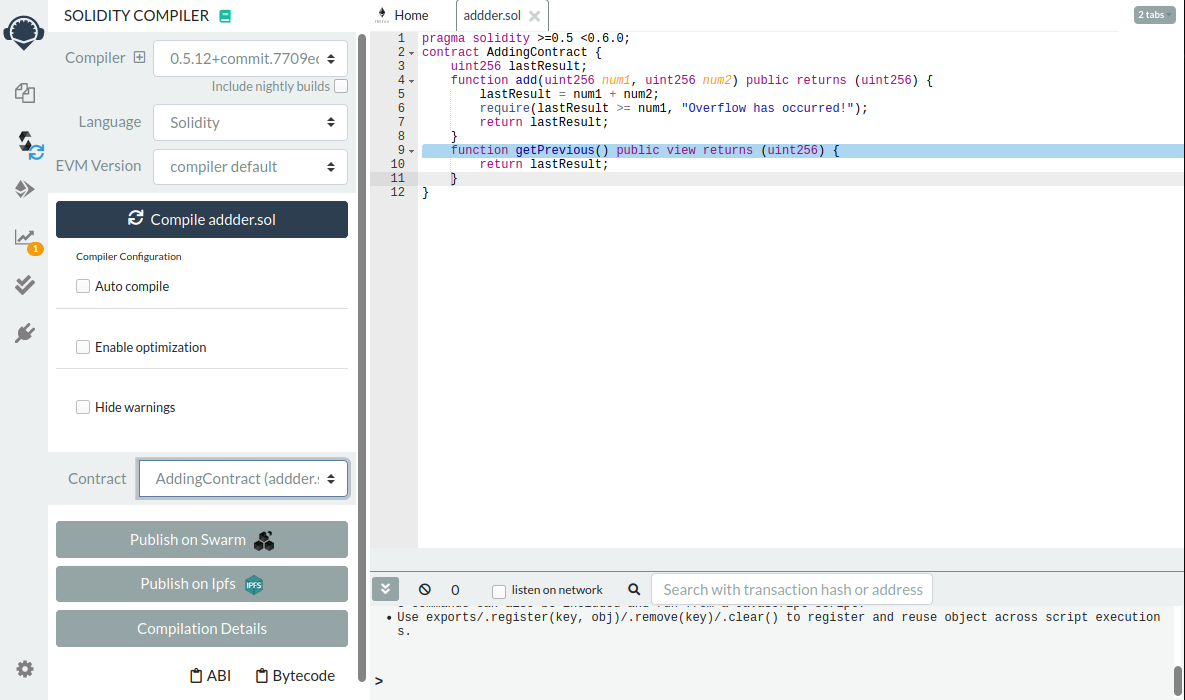 SOLIDITY COMPILER
Compiler
0.5.12+commit.7709ec
Include nightly builds
Language
Solidity
EVM Version
compiler default
Compile addder.sol
Compiler Configuration
Auto compile
Enable optimization
Hide warnings
Contract
AddingContract (addder.s
Publish on Swarm
Publish on Ipfs IPFS
Compilation Details
ABI Bytecode
1
Home addder.sol
2 tabs
1 pragma solidity >=0.5 <0.6.0;
2 contract AddingContract {
3 uint256 lastResult;
4 function add(uint256 num1, uint256 num2) public returns (uint256) {
5 lastResult = num1 + num2;
6 require(lastResult >= num1, "Overflow has occurred!");
7 return lastResult;
8 }
9 function getPrevious() public view returns (uint256) {
10 return lastResult;
11 }
12 }
0 listen on network Search with transaction hash or address
• Use exports/.register(key, obj)/.remove(key)/.clear() to register and reuse object across script execution
s.
>